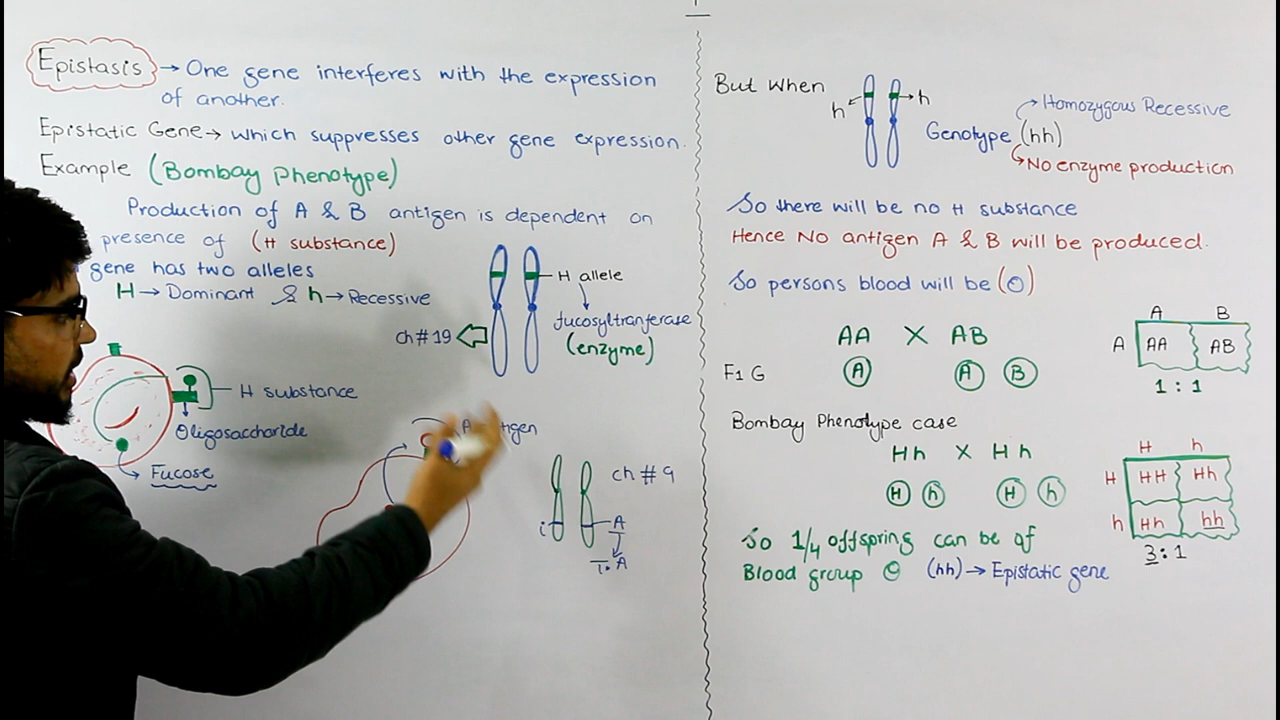 Epistasis → One gene interferes with the expression
of another.
Epistatic Gene → which suppresses other gene expression.
Example (Bombay Phenotype)
Production of A & B antigen is dependent on
presence of (H substance)
gene has two alleles
H → Dominant & h → Recessive
H allele
fucosyltranferase
(enzyme)
ch # 19
H substance
Oligosaccharide
Fucose
ch # 9
i
A
T. A
But When
h
h
Genotype (hh)
Homozygous Recessive
No enzyme production
So there will be no H substance
Hence No antigen A & B will be produced.
So persons blood will be (O)
AA X AB
F1 G
A A B
A B
A AA AB
1 : 1
Bombay Phenotype case
Hh X Hh
H h H h
H h
H HH Hh
h Hh hh
3 : 1
So 1/4 offspring can be of
Blood group O (hh) → Epistatic gene